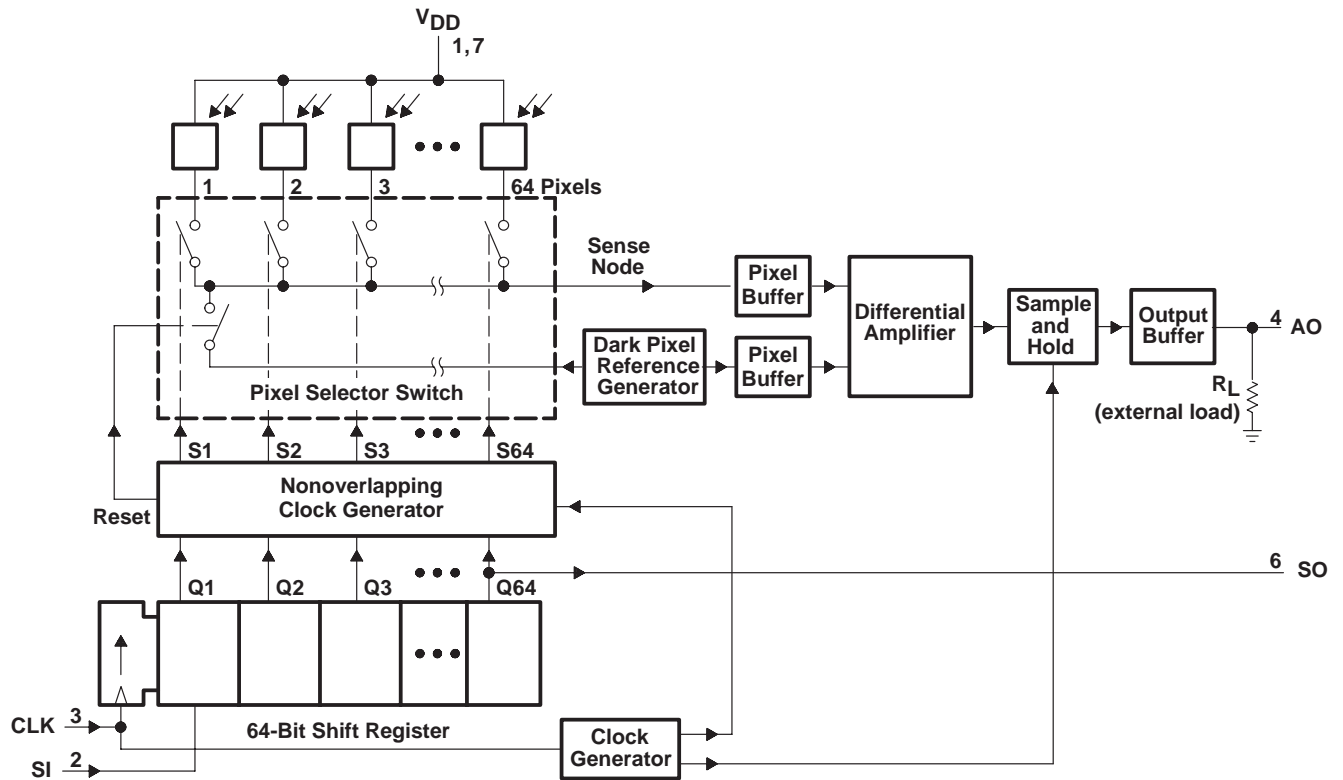 VDD
1,7
1
2
3
64 Pixels
Sense
Node
Pixel
Buffer
Differential
Amplifier
Sample
and
Hold
Output
Buffer
4
AO
Dark Pixel
Reference
Generator
Pixel
Buffer
RL
(external load)
Pixel Selector Switch
S1
S2
S3
S64
Nonoverlapping
Clock Generator
Reset
Q1
Q2
Q3
Q64
6
SO
CLK
3
64-Bit Shift Register
Clock
Generator
SI
2